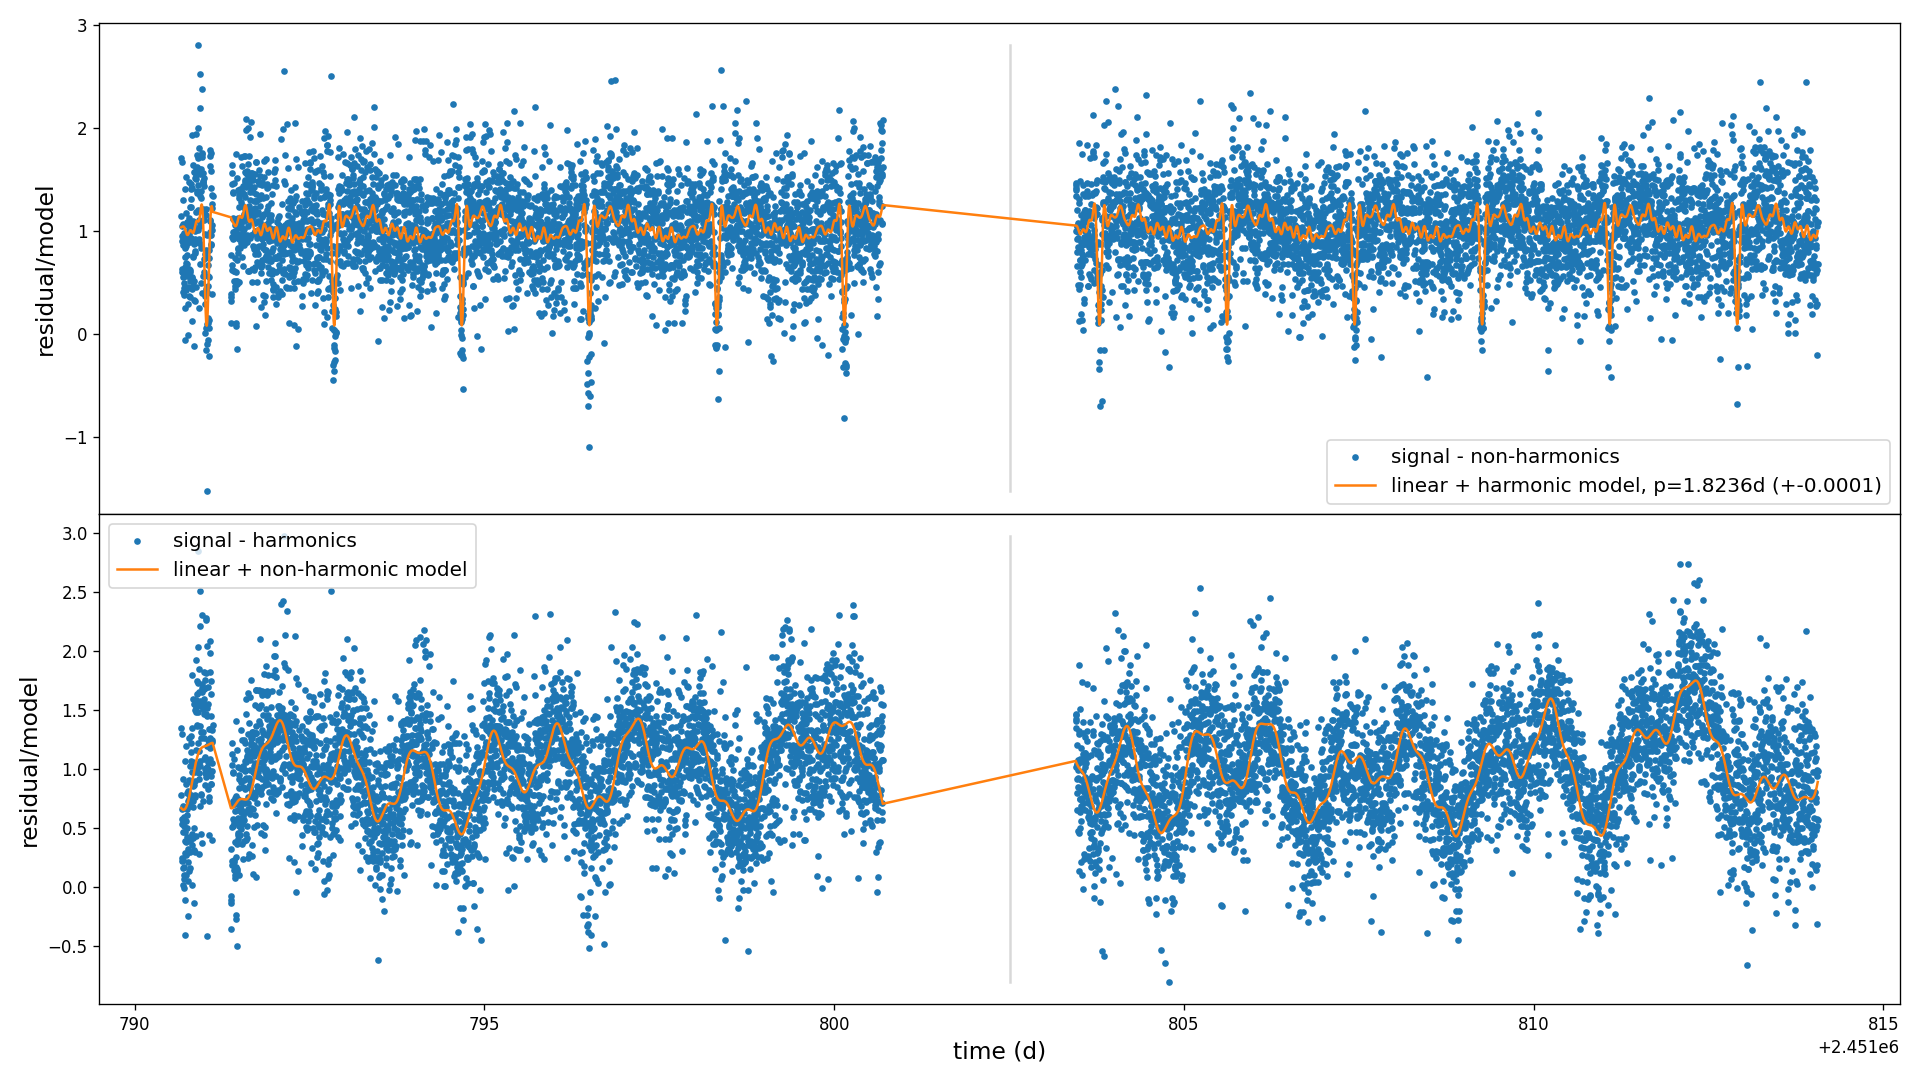 3
2
1
0
−1
residual/model
signal - non-harmonics
linear + harmonic model, p=1.8236d (+-0.0001)
signal - harmonics
linear + non-harmonic model
3.0
2.5
2.0
1.5
1.0
0.5
0.0
−0.5
residual/model
790 795 800 805 810 815
+2.451e6
time (d)